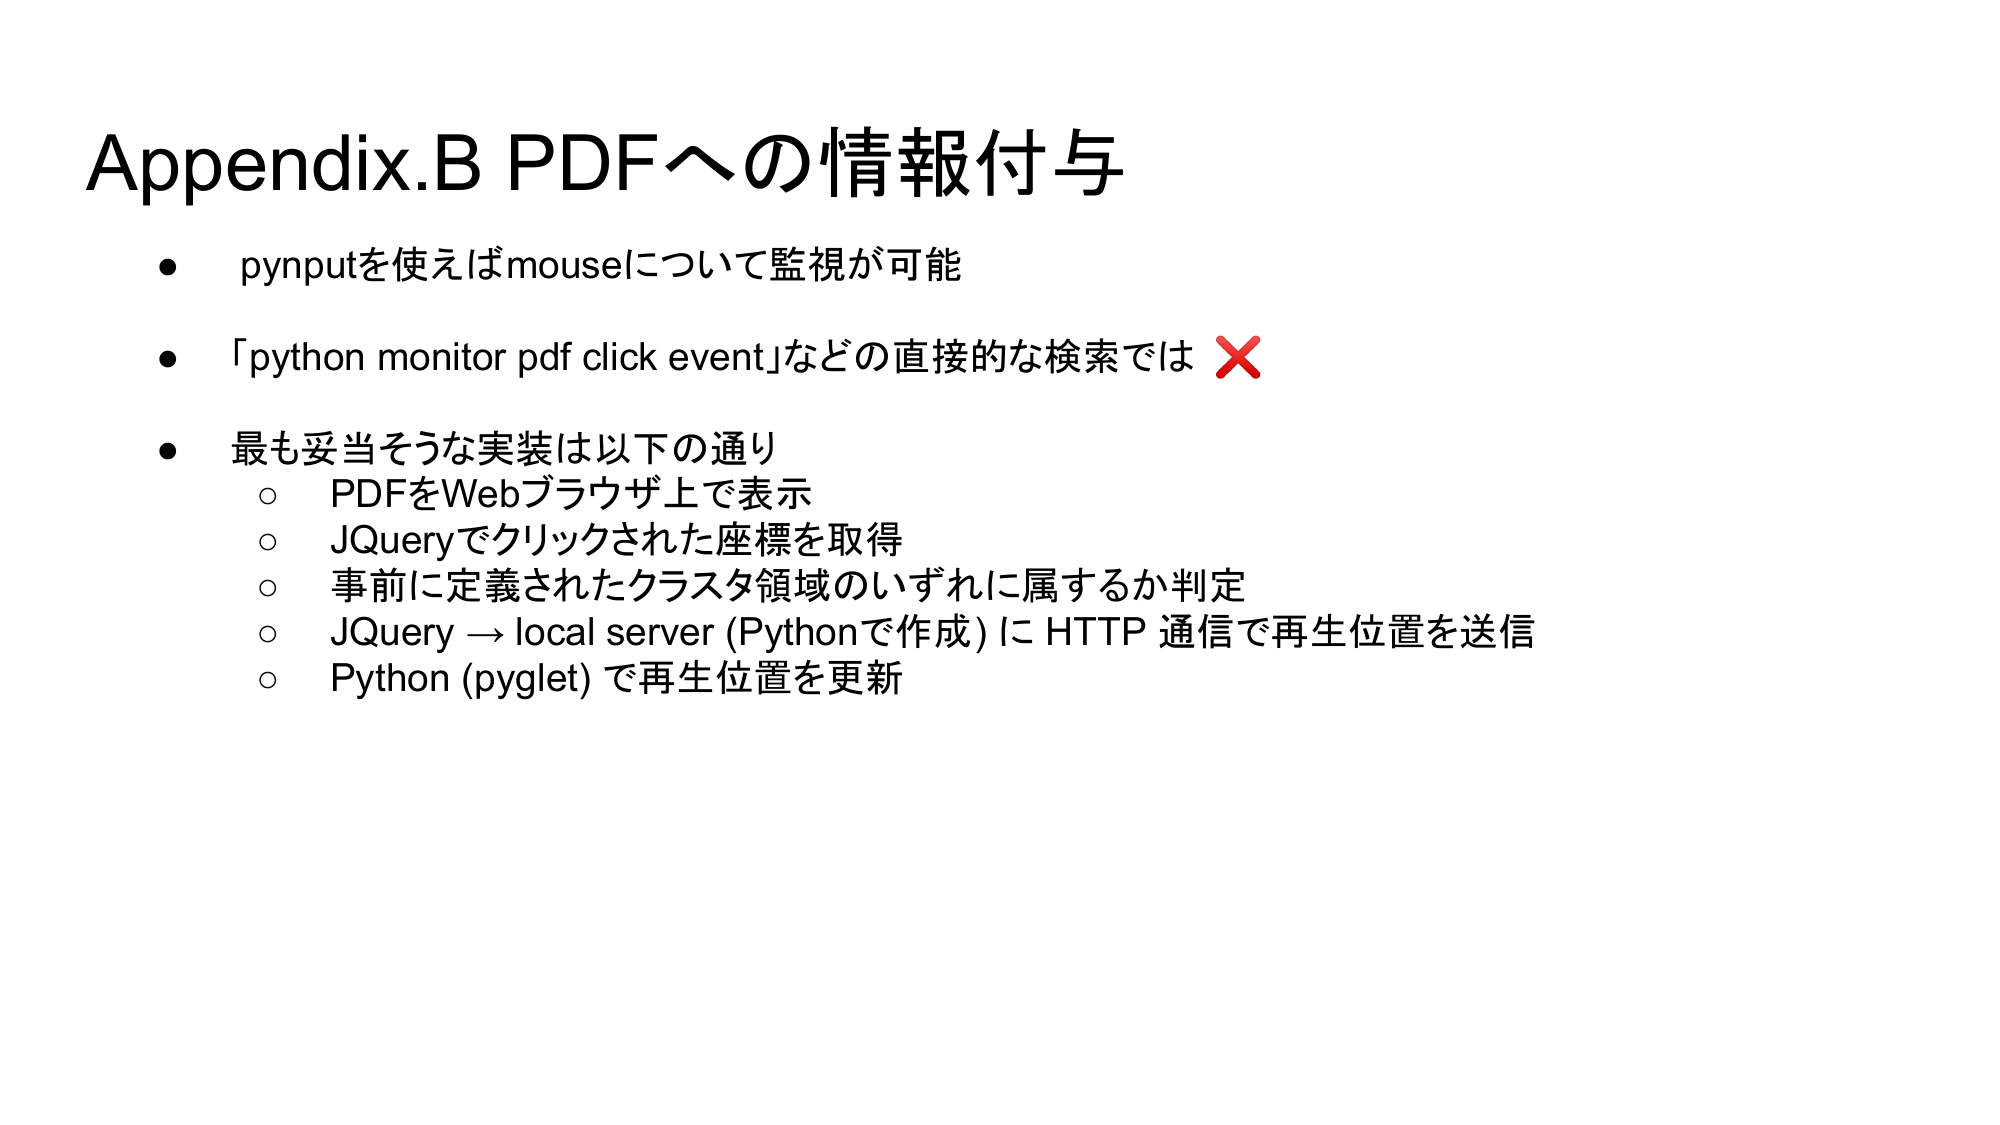 Appendix.B PDFへの情報付与
● pynputを使えばmouseについて監視が可能
● 「python monitor pdf click event」などの直接的な検索では ❌
● 最も妥当そうな実装は以下の通り
○ PDFをWebブラウザ上で表示
○ JQueryでクリックされた座標を取得
○ 事前に定義されたクラスタ領域のいずれに属するか判定
○ JQuery → local server (Pythonで作成) に HTTP 通信で再生位置を送信
○ Python (pyglet) で再生位置を更新